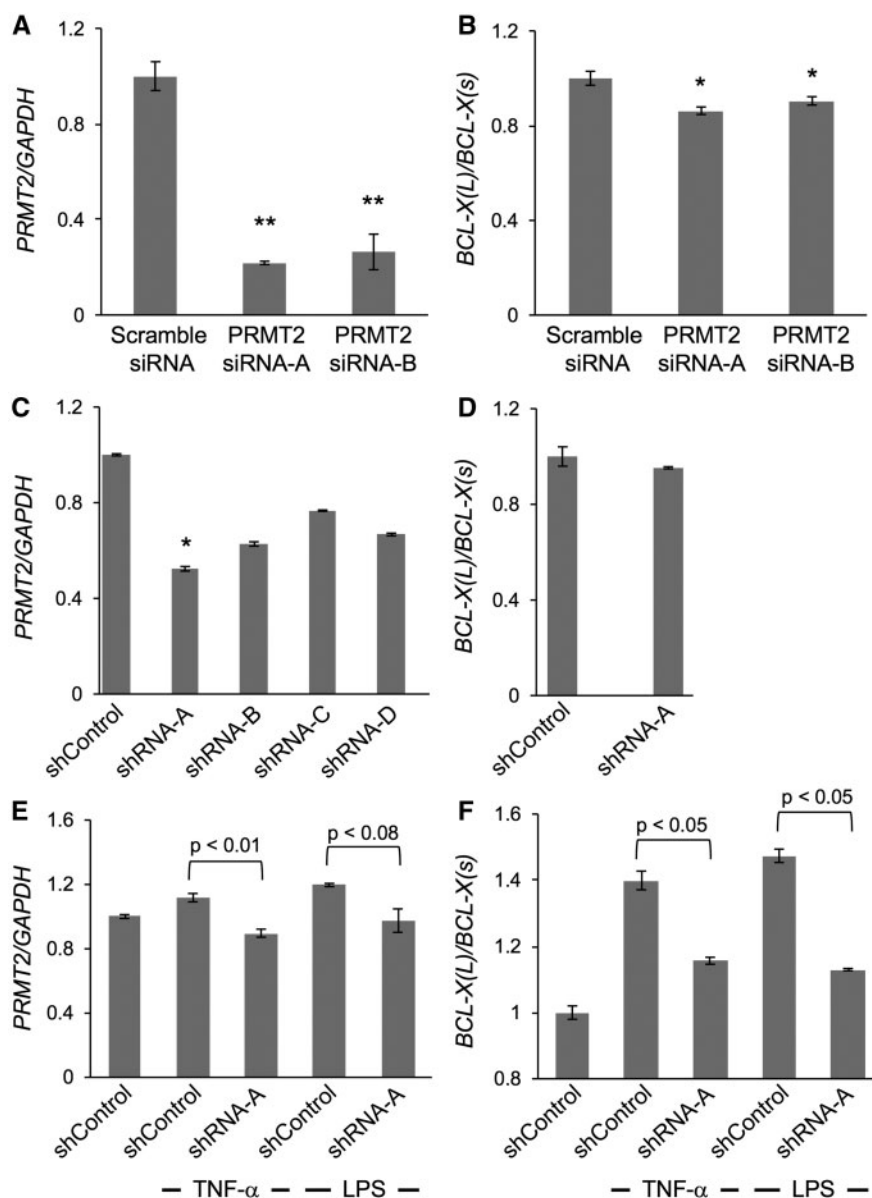 A
PRMT2/GAPDH
1.2
0.8
0.4
0
**
**
Scramble siRNA
PRMT2 siRNA-A
PRMT2 siRNA-B
B
BCL-X(L)/BCL-X(s)
1.2
0.8
0.4
0
*
*
Scramble siRNA
PRMT2 siRNA-A
PRMT2 siRNA-B
C
PRMT2/GAPDH
1.2
0.8
0.4
0
*
shControl
shRNA-A
shRNA-B
shRNA-C
shRNA-D
D
BCL-X(L)/BCL-X(s)
1.2
0.8
0.4
0
shControl
shRNA-A
E
PRMT2/GAPDH
1.6
1.2
0.8
0.4
0
p < 0.01
p < 0.08
shControl
shControl
shRNA-A
shControl
shRNA-A
TNF-α
LPS
F
BCL-X(L)/BCL-X(s)
1.6
1.4
1.2
1
0.8
p < 0.05
p < 0.05
shControl
shControl
shRNA-A
shControl
shRNA-A
TNF-α
LPS